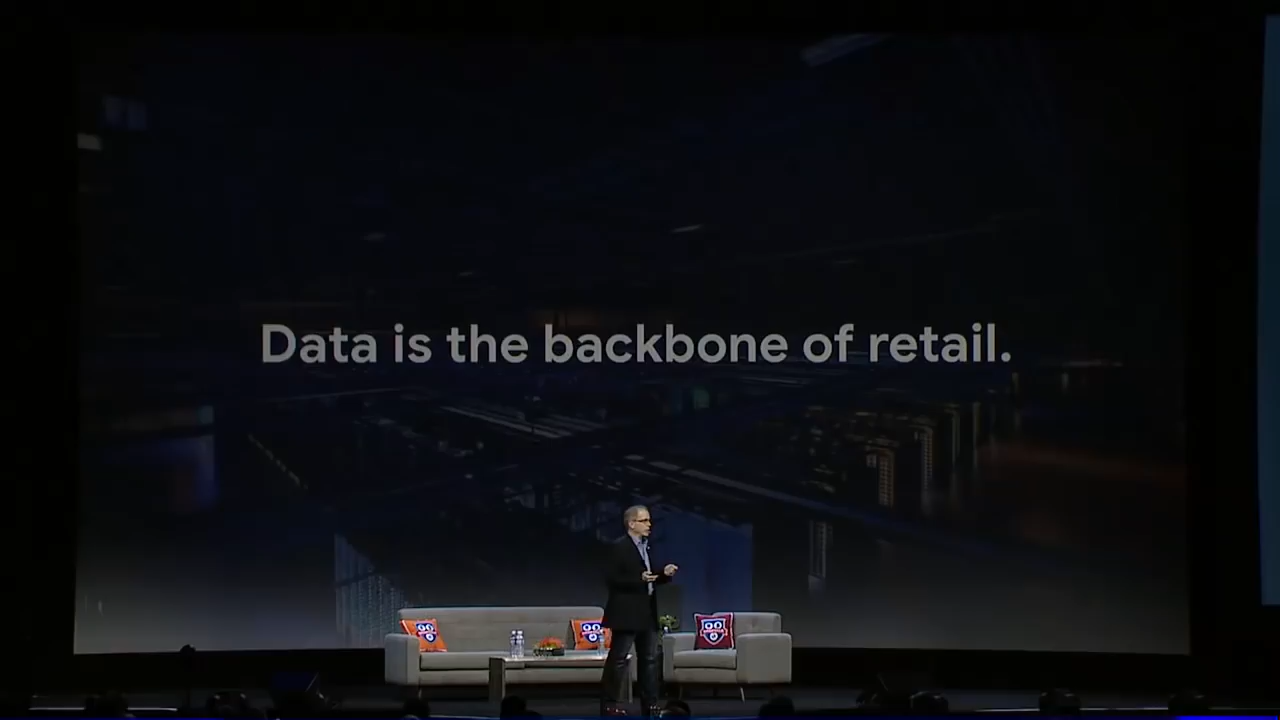 Data is the backbone of retail.